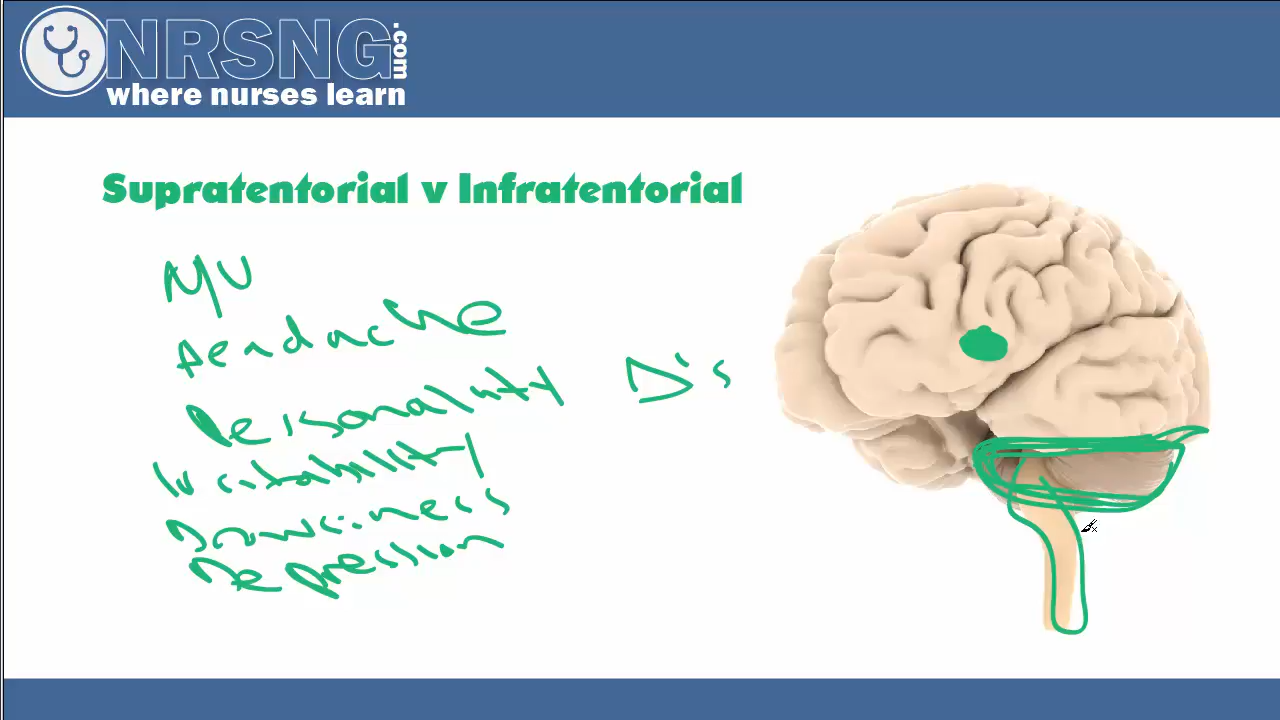 NRSNG.com
where nurses learn
Supratentorial v Infratentorial
N/V
Headache
Personality D's
Irritability
Drowsiness
Depression